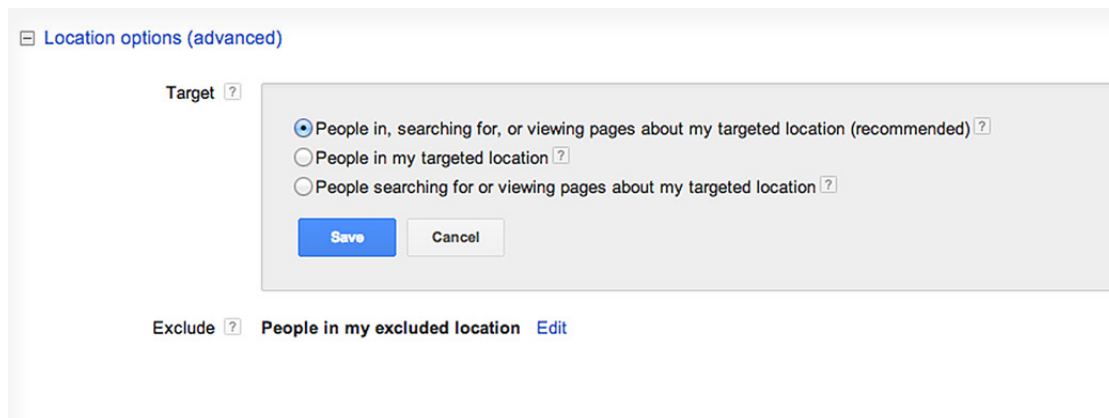 Location options (advanced)
Target ?
People in, searching for, or viewing pages about my targeted location (recommended) ?
People in my targeted location ?
People searching for or viewing pages about my targeted location ?
Save Cancel
Exclude ? People in my excluded location Edit